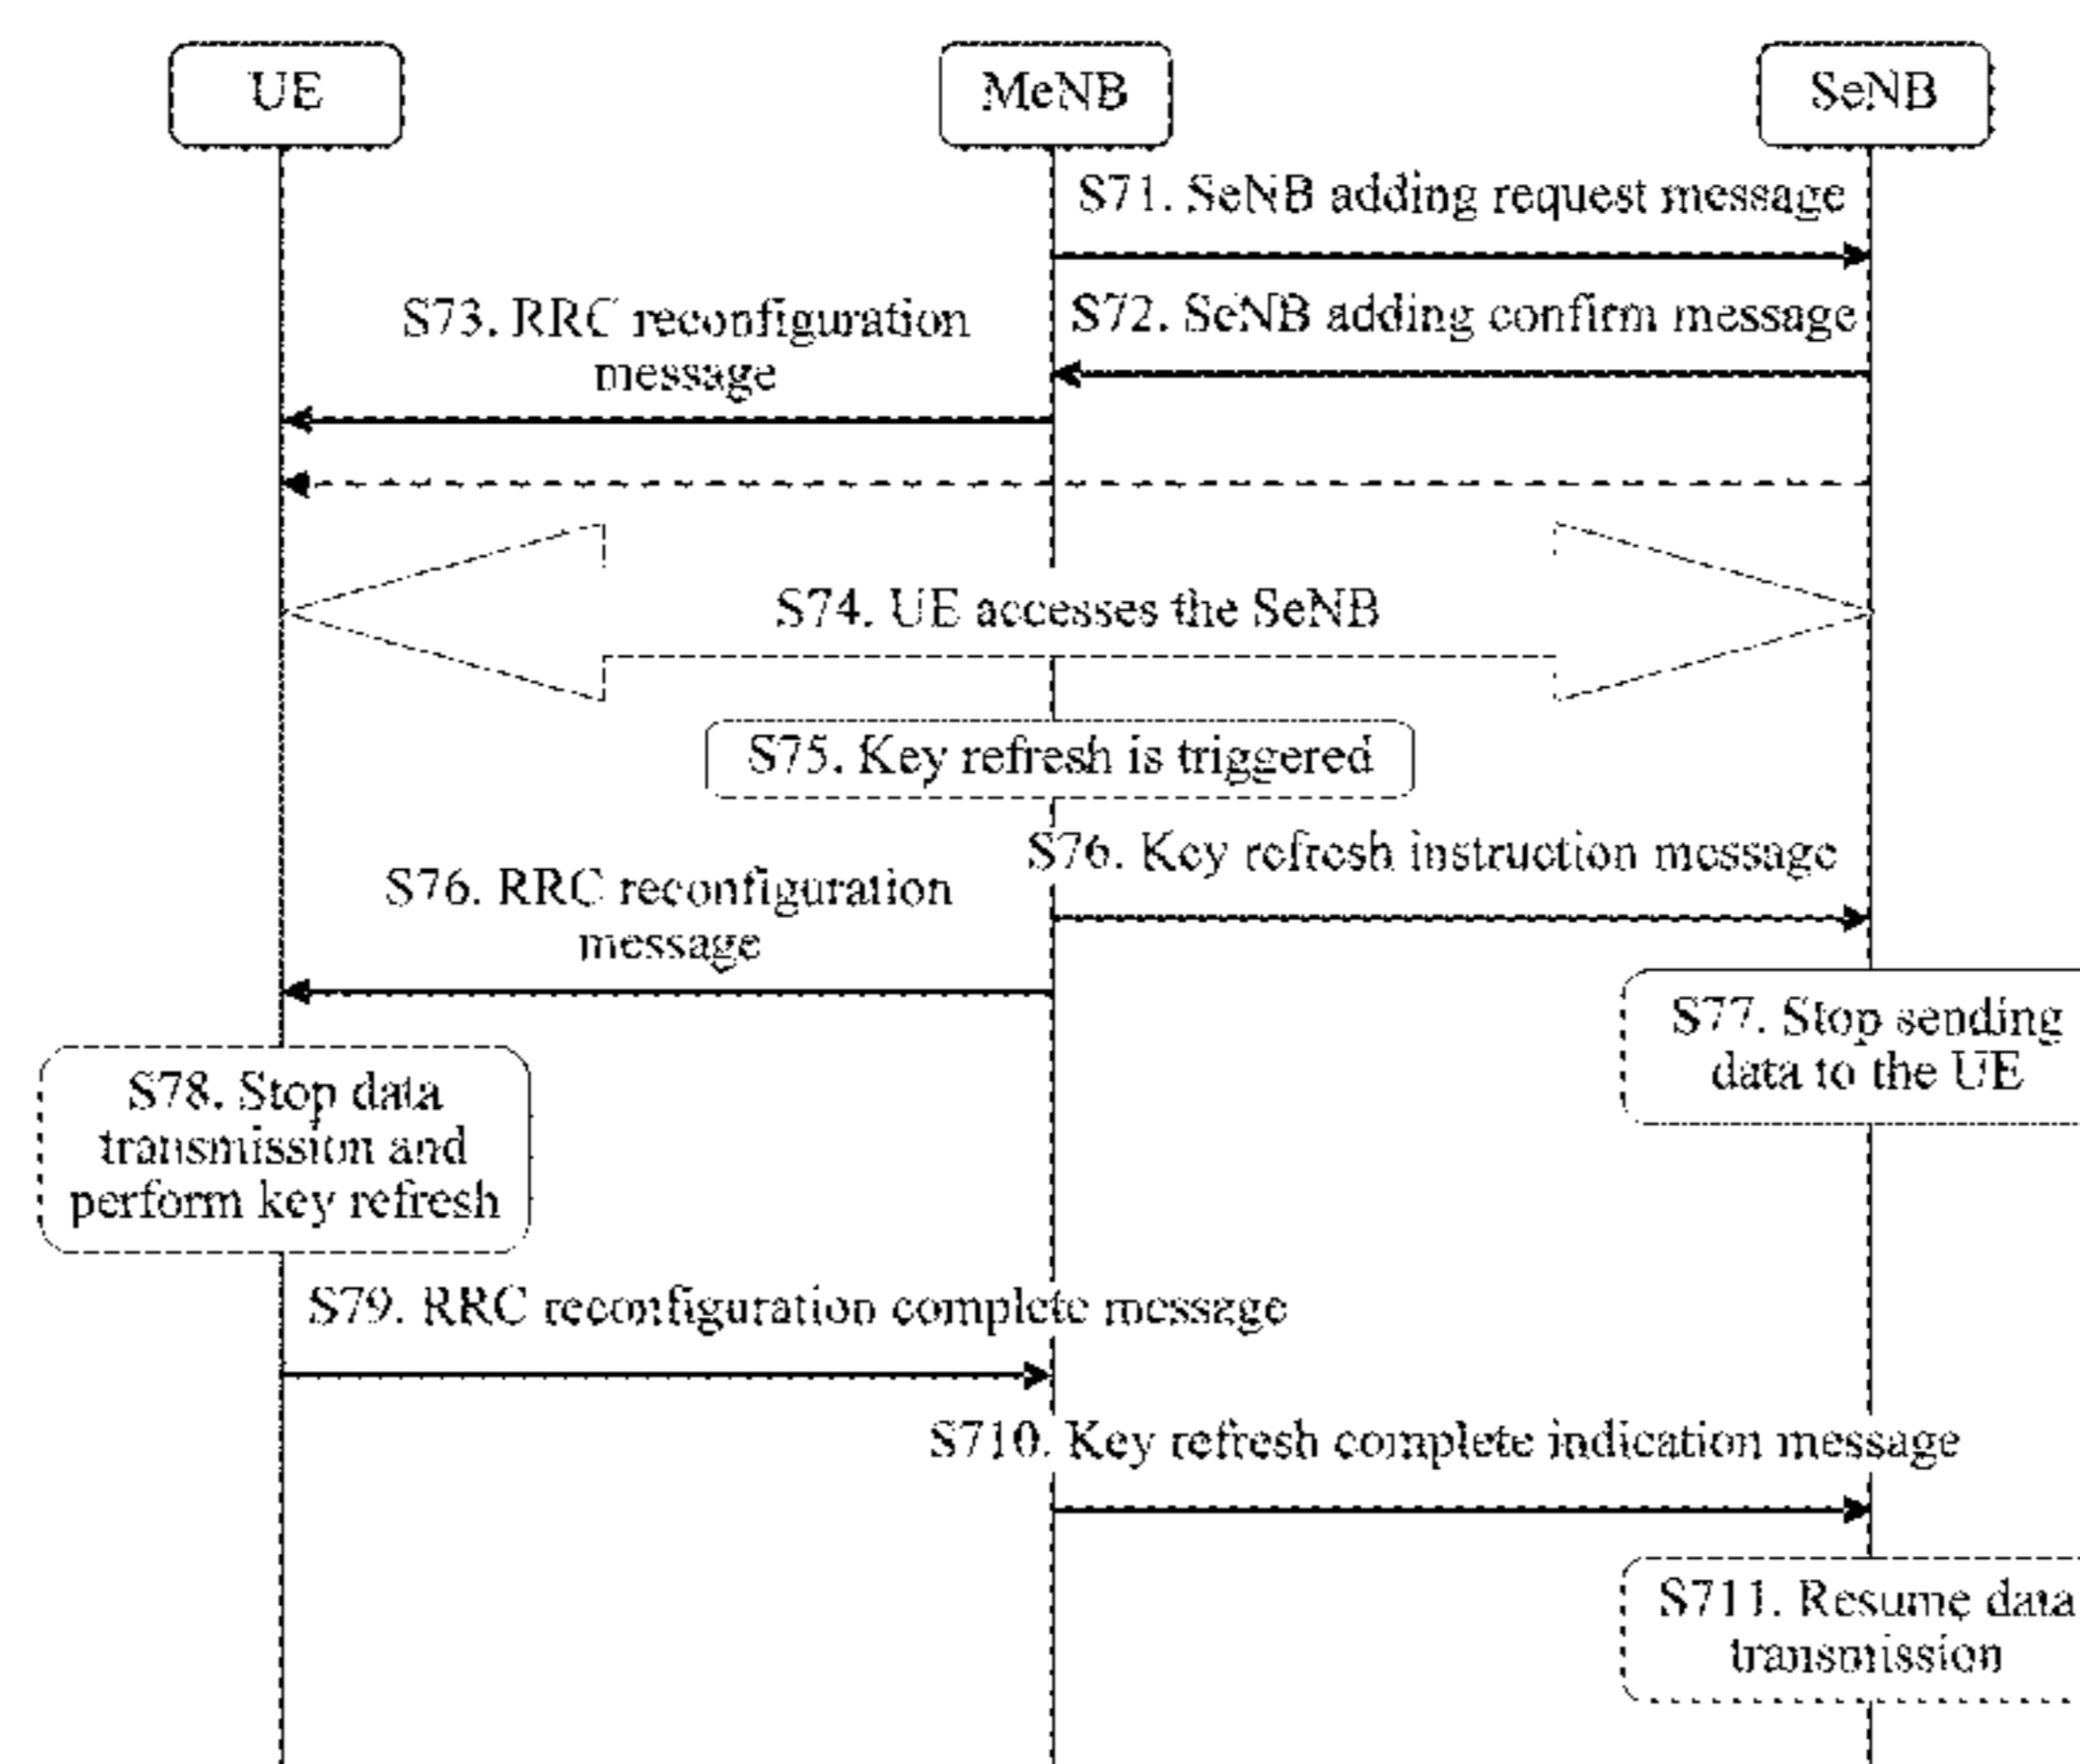 UE
MeNB
SeNB
S71. SeNB adding request message
S72. SeNB adding confirm message
S73. RRC reconfiguration
message
S74. UE accesses the SeNB
S75. Key refresh is triggered
S76. Key refresh instruction message
S76. RRC reconfiguration
message
S77. Stop sending
data to the UE
S78. Stop data
transmission and
perform key refresh
S79. RRC reconfiguration complete message
S710. Key refresh complete indication message
S711. Resume data
transmission